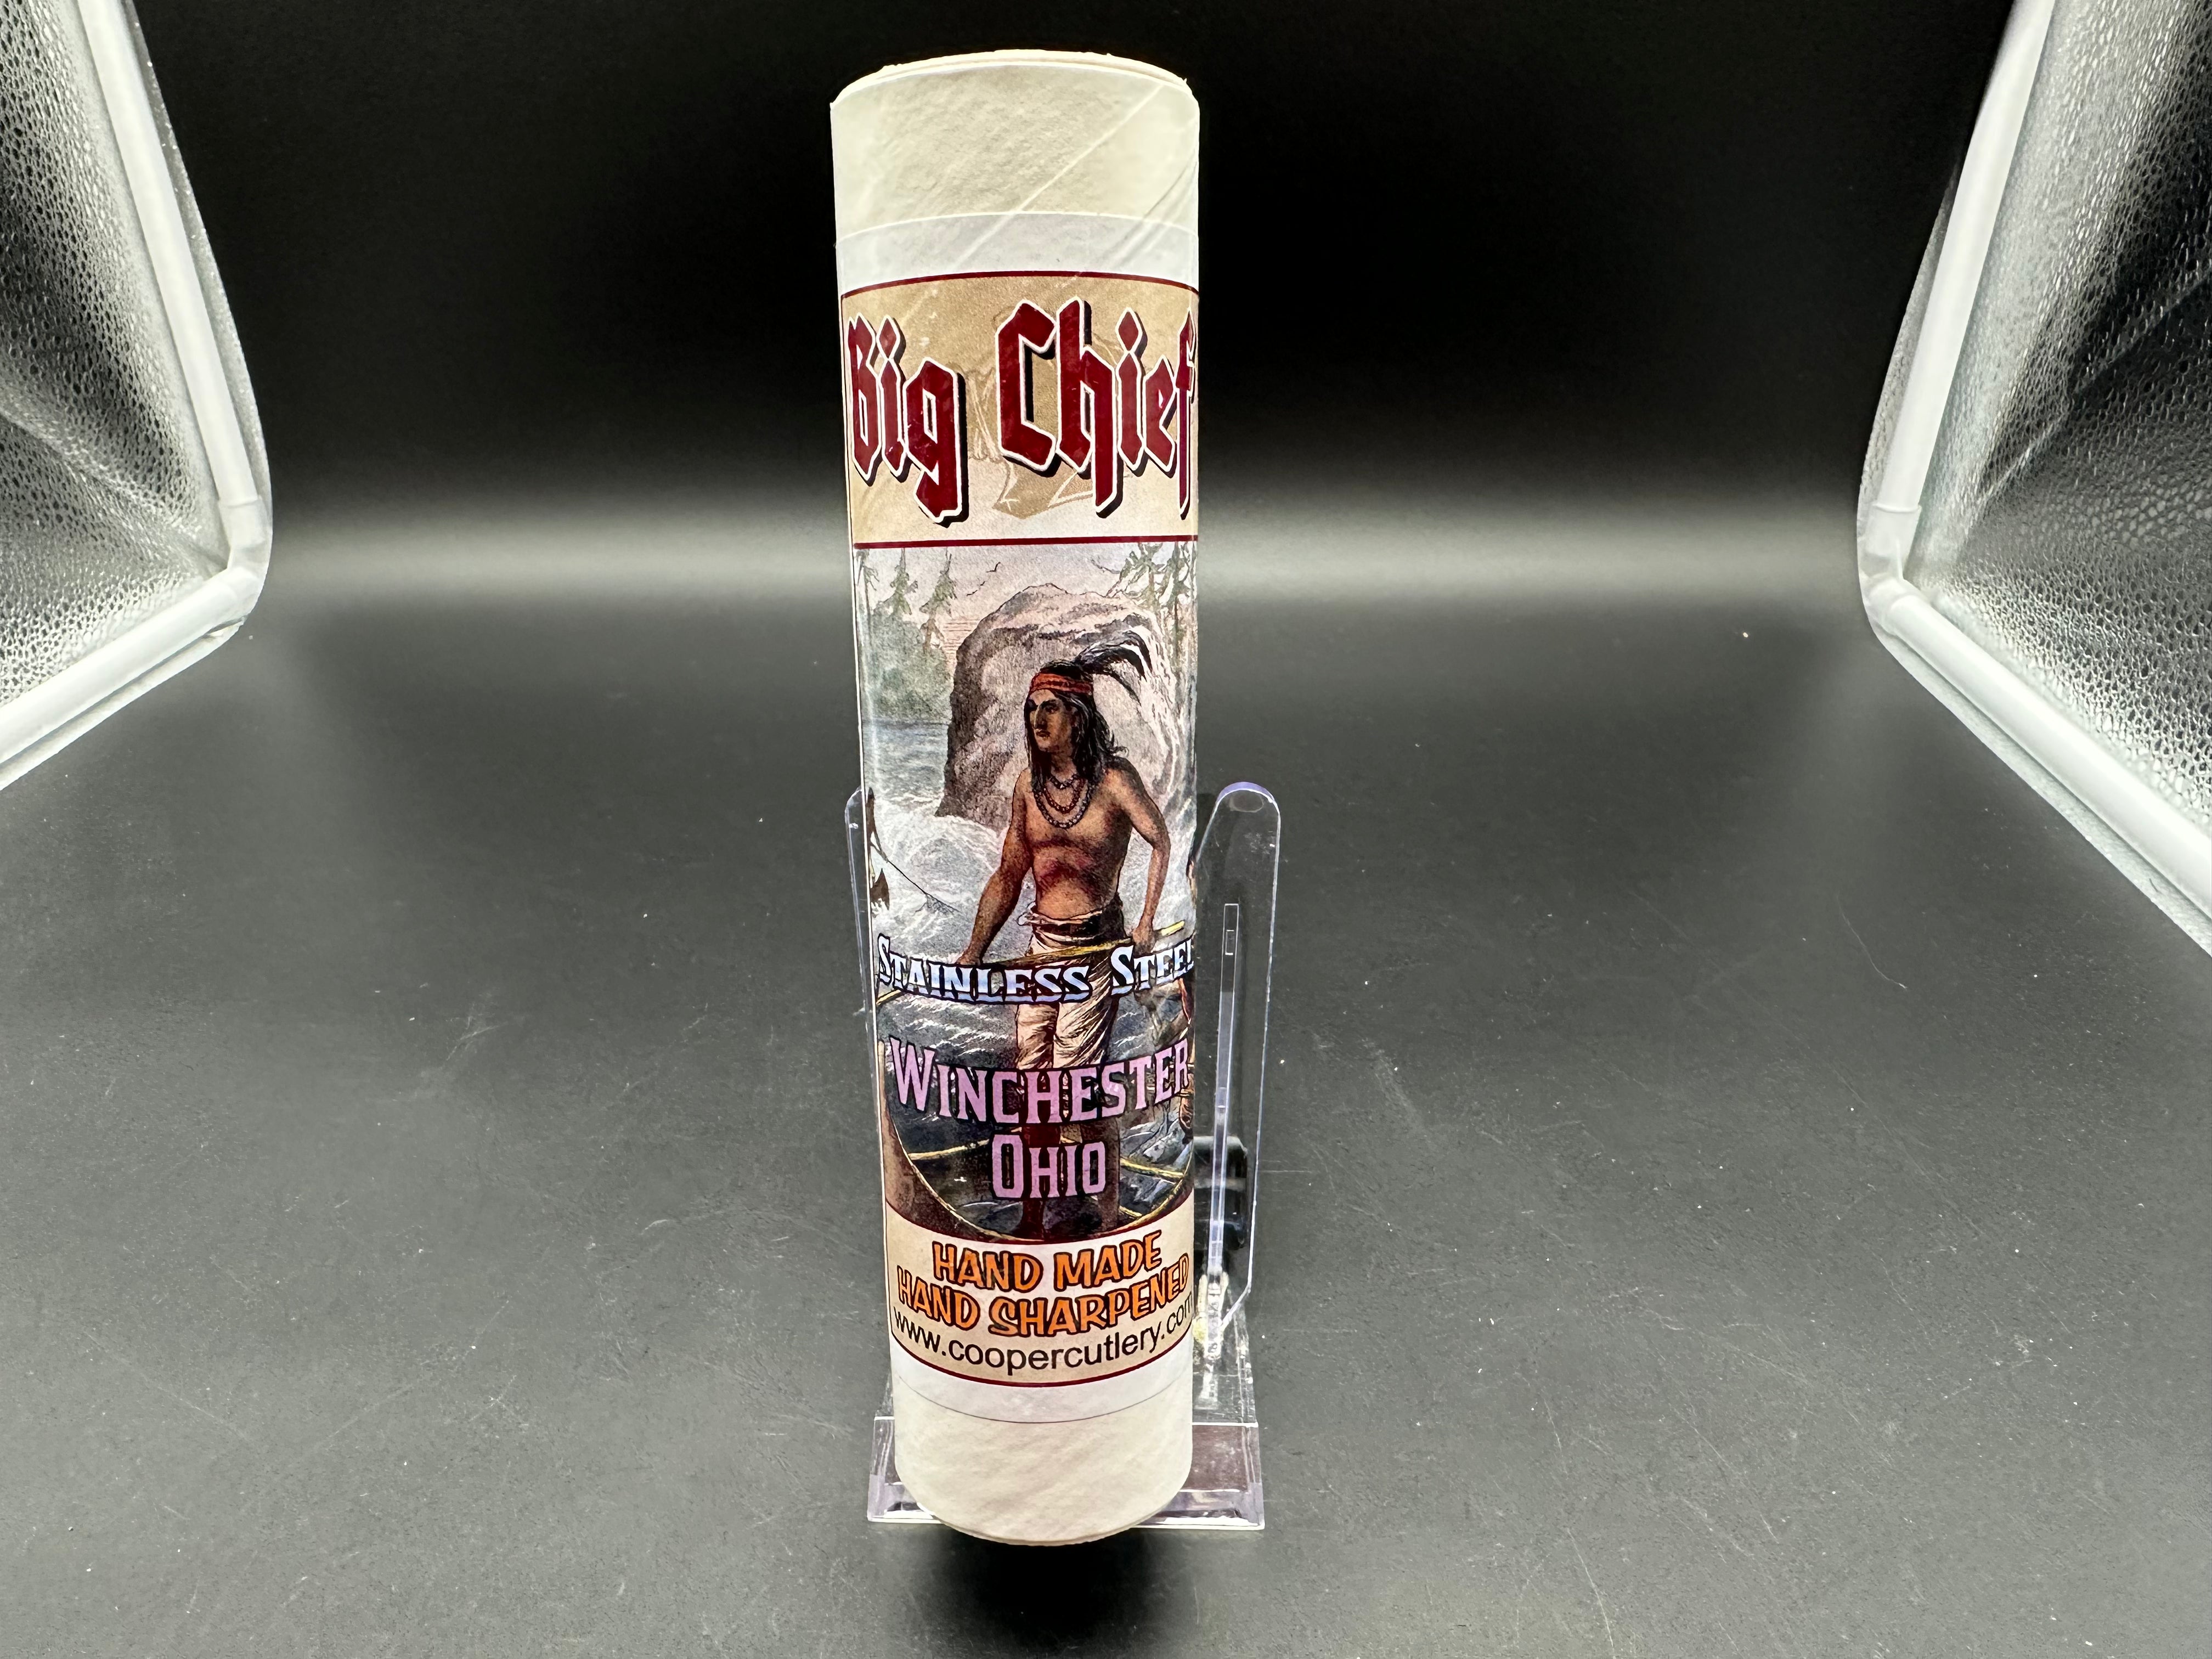 Big Chief
STAINLESS STEEL
WINCHESTER
OHIO
HAND MADE
HAND SHARPENED
www.coopercutlery.com